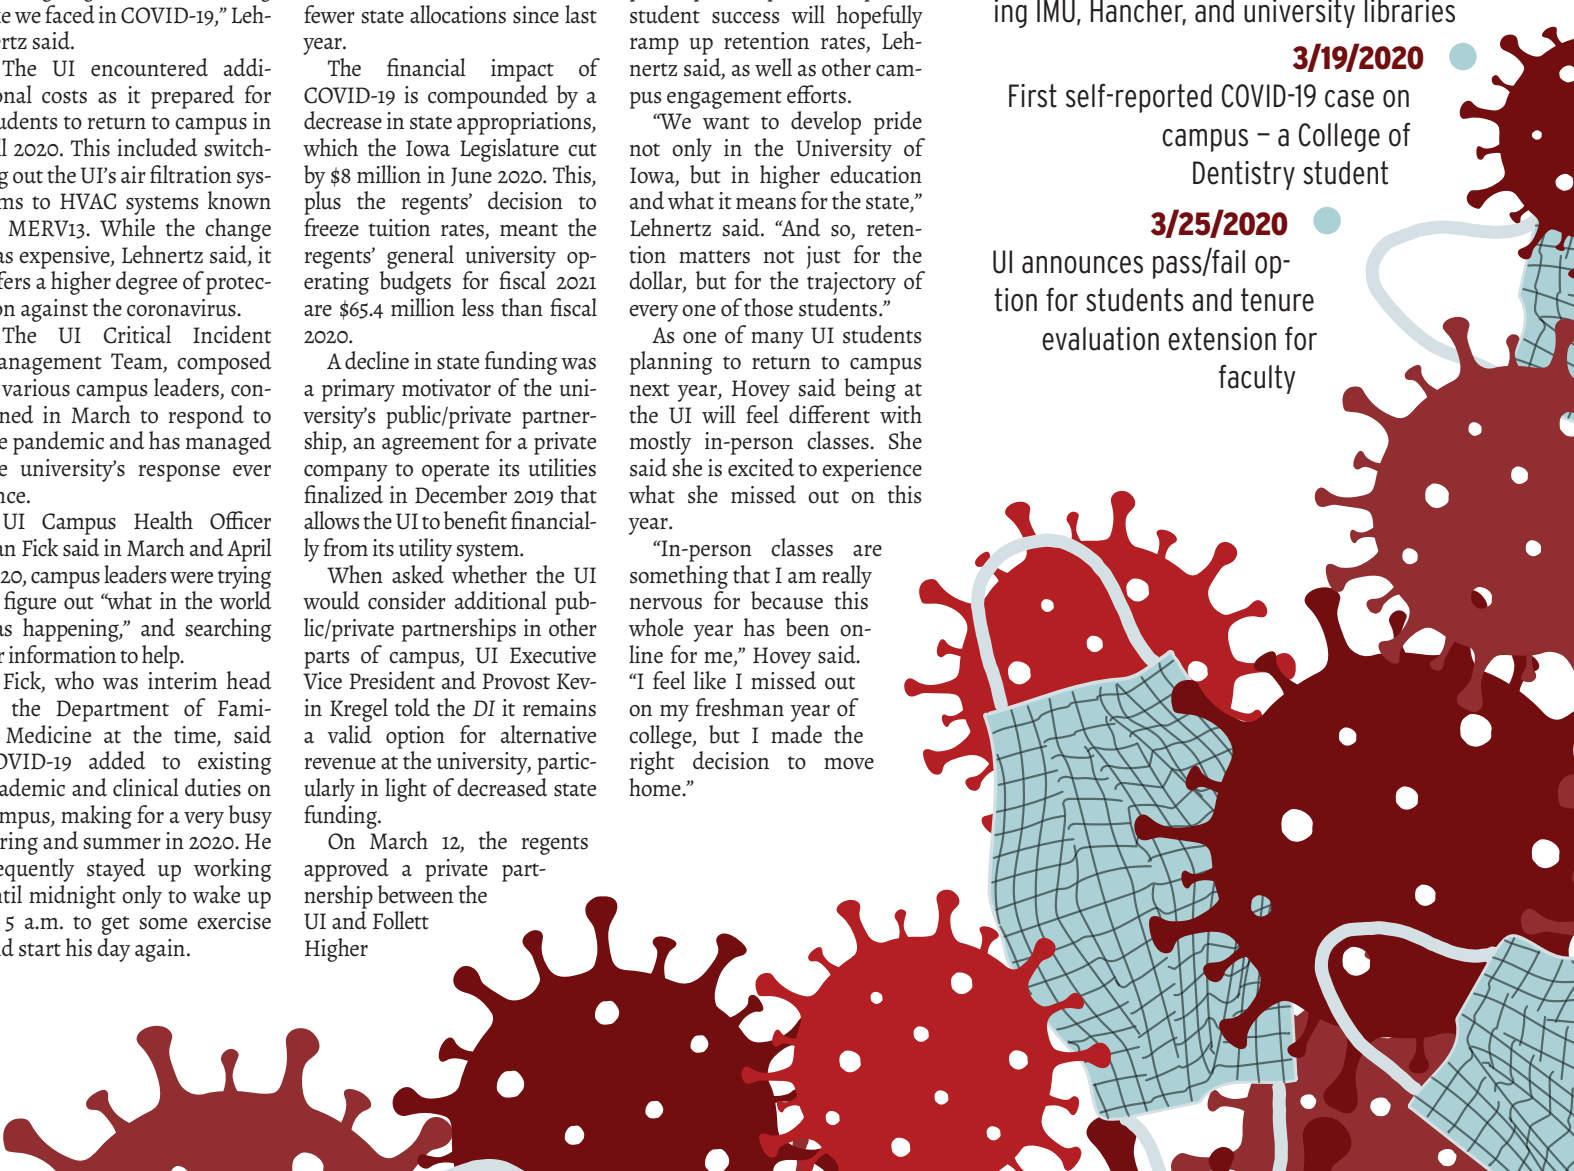 e we faced in COVID-19,” Leh-
rtz said.
The UI encountered addi-
onal costs as it prepared for
udents to return to campus in
l 2020. This included switch-
g out the UI’s air filtration sys-
ms to HVAC systems known
MERV13. While the change
as expensive, Lehnertz said, it
fers a higher degree of protec-
on against the coronavirus.
The UI Critical Incident
anagement Team, composed
various campus leaders, con-
ned in March to respond to
e pandemic and has managed
e university’s response ever
nce.
UI Campus Health Officer
an Fick said in March and April
20, campus leaders were trying
figure out “what in the world
as happening,” and searching
r information to help.
Fick, who was interim head
the Department of Fami-
Medicine at the time, said
OVID-19 added to existing
ademic and clinical duties on
mpus, making for a very busy
ring and summer in 2020. He
equently stayed up working
ntil midnight only to wake up
5 a.m. to get some exercise
d start his day again.
fewer state allocations since last
year.
The financial impact of
COVID-19 is compounded by a
decrease in state appropriations,
which the Iowa Legislature cut
by $8 million in June 2020. This,
plus the regents’ decision to
freeze tuition rates, meant the
regents’ general university op-
erating budgets for fiscal 2021
are $65.4 million less than fiscal
2020.
A decline in state funding was
a primary motivator of the uni-
versity’s public/private partner-
ship, an agreement for a private
company to operate its utilities
finalized in December 2019 that
allows the UI to benefit financial-
ly from its utility system.
When asked whether the UI
would consider additional pub-
lic/private partnerships in other
parts of campus, UI Executive
Vice President and Provost Kev-
in Kregel told the DI it remains
a valid option for alternative
revenue at the university, partic-
ularly in light of decreased state
funding.
On March 12, the regents
approved a private part-
nership between the
UI and Follett
Higher
student success will hopefully
ramp up retention rates, Leh-
nertz said, as well as other cam-
pus engagement efforts.
“We want to develop pride
not only in the University of
Iowa, but in higher education
and what it means for the state,”
Lehnertz said. “And so, reten-
tion matters not just for the
dollar, but for the trajectory of
every one of those students.”
As one of many UI students
planning to return to campus
next year, Hovey said being at
the UI will feel different with
mostly in-person classes. She
said she is excited to experience
what she missed out on this
year.
“In-person classes are
something that I am really
nervous for because this
whole year has been on-
line for me,” Hovey said.
“I feel like I missed out
on my freshman year of
college, but I made the
right decision to move
home.”
ing IMU, Hancher, and university libraries
3/19/2020
First self-reported COVID-19 case on
campus – a College of
Dentistry student
3/25/2020
UI announces pass/fail op-
tion for students and tenure
evaluation extension for
faculty